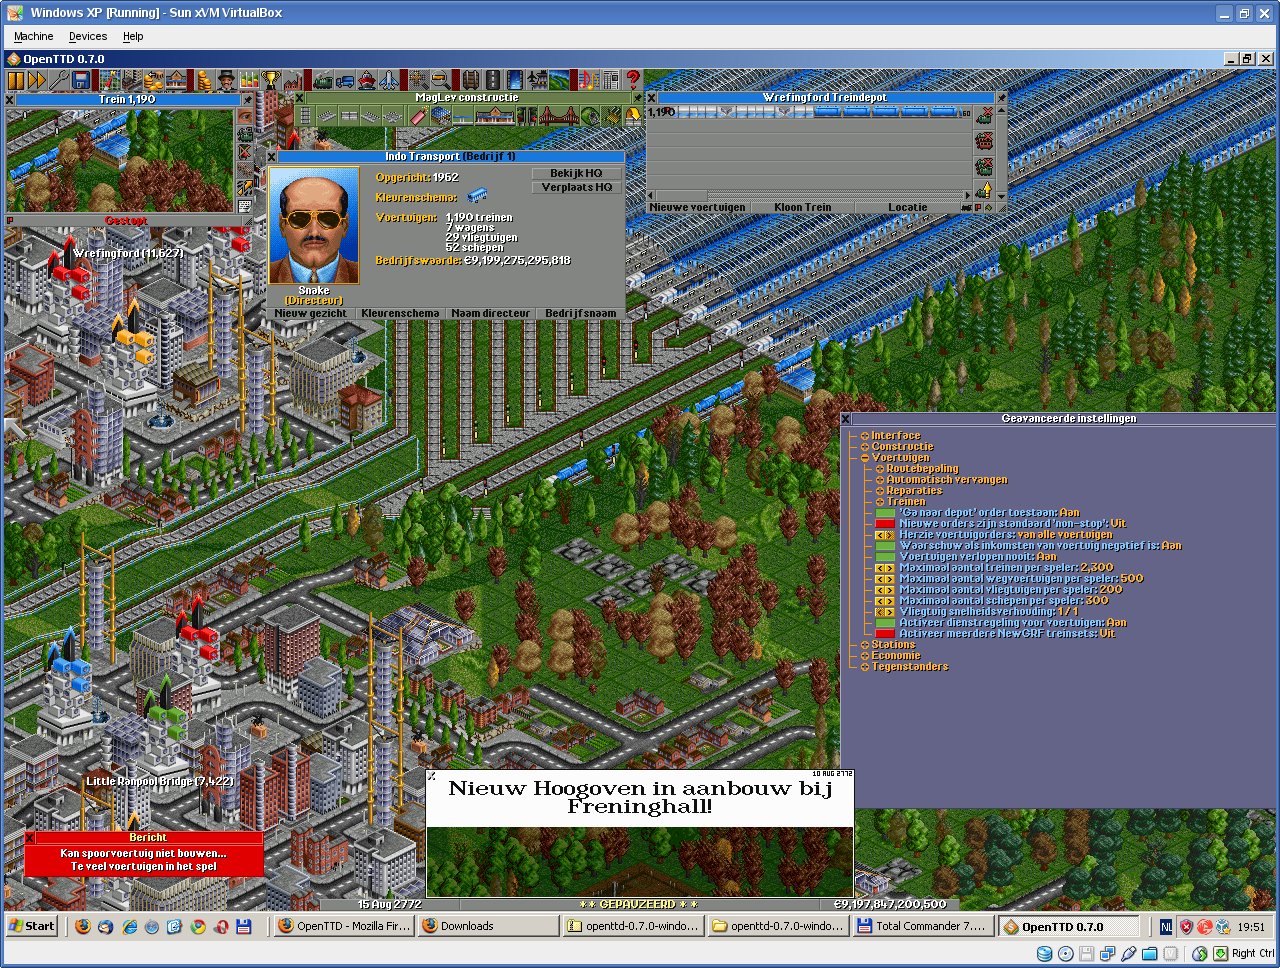 Windows XP [Running] - Sun xVM VirtualBox
Machine Devices Help
OpenTTD 0.7.0
Trein 1,190
Gestopt
MagLev constructie
Wrefingford Treindepot
1,190
60
Nieuwe voertuigen Kloon Trein Locatie
Indo Transport (Bedrijf 1)
Opgericht: 1962
Kleurenschema:
Voertuigen: 1,190 treinen
7 wagens
29 vliegtuigen
52 schepen
Bedrijfswaarde: €9,199,275,295,818
Bekijk HQ
Verplaats HQ
Snake
(Directeur)
Nieuw gezicht Kleurenschema Naam directeur Bedrijfsnaam
Wrefingford (11,627)
Geavanceerde instellingen
Interface
Constructie
Voertuigen
Routebepaling
Automatisch vervangen
Reparaties
Treinen
'Ga naar depot' order toestaan: Aan
Nieuwe orders zijn standaard 'non-stop': Uit
Herzie voertuigorders: van alle voertuigen
Waarschuw als inkomsten van voertuig negatief is: Aan
Voertuigen verlopen nooit: Aan
Maximaal aantal treinen per speler: 2,300
Maximaal aantal wegvoertuigen per speler: 500
Maximaal aantal vliegtuigen per speler: 200
Maximaal aantal schepen per speler: 300
Vliegtuig snelheidsverhouding: 1 / 1
Activeer dienstregeling voor voertuigen: Aan
Activeer meerdere NewGRF treinsets: Uit
Stations
Economie
Tegenstanders
Little Ranpool Bridge (7,422)
10 AUG 2772
Nieuw Hoogoven in aanbouw bij
Freninghall!
Bericht
Kan spoorvoertuig niet bouwen...
Te veel voertuigen in het spel
15 Aug 2772 * * GEPAUZEERD * * €9,197,847,200,500
Start OpenTTD - Mozilla Fir... Downloads openttd-0.7.0-windo... openttd-0.7.0-windo... Total Commander 7.... OpenTTD 0.7.0 NL 19:51
Right Ctrl